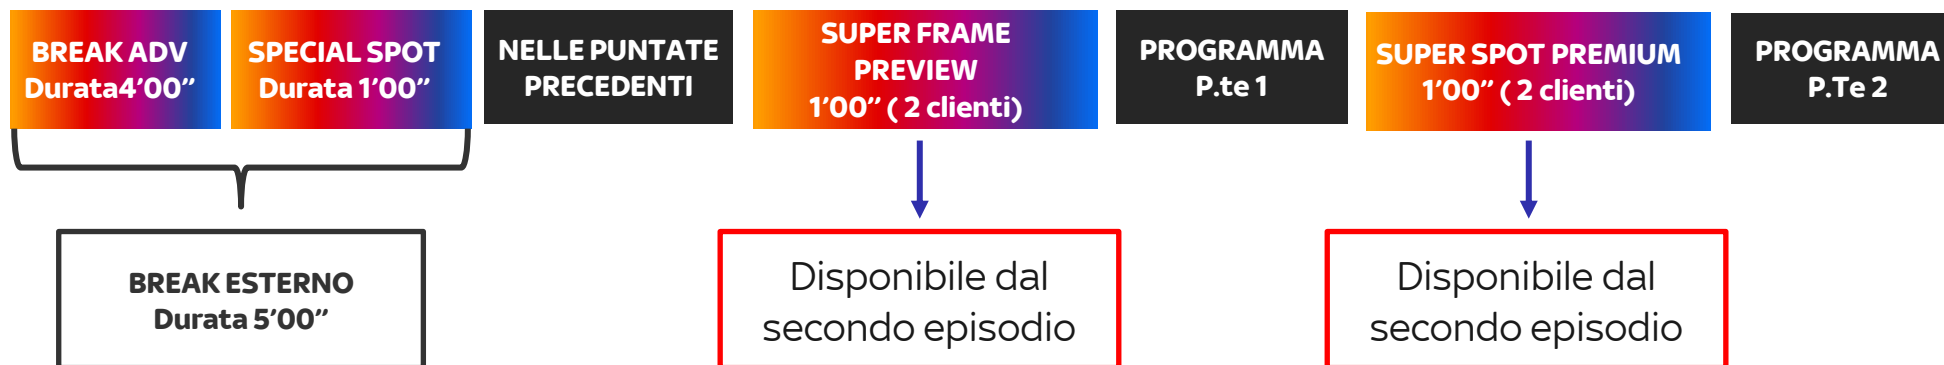 BREAK ADV
Durata4’00”
SPECIAL SPOT
Durata 1’00”
NELLE PUNTATE
PRECEDENTI
SUPER FRAME
PREVIEW
1’00” ( 2 clienti)
PROGRAMMA
P.te 1
SUPER SPOT PREMIUM
1’00” ( 2 clienti)
PROGRAMMA
P.Te 2
BREAK ESTERNO
Durata 5’00”
Disponibile dal
secondo episodio
Disponibile dal
secondo episodio